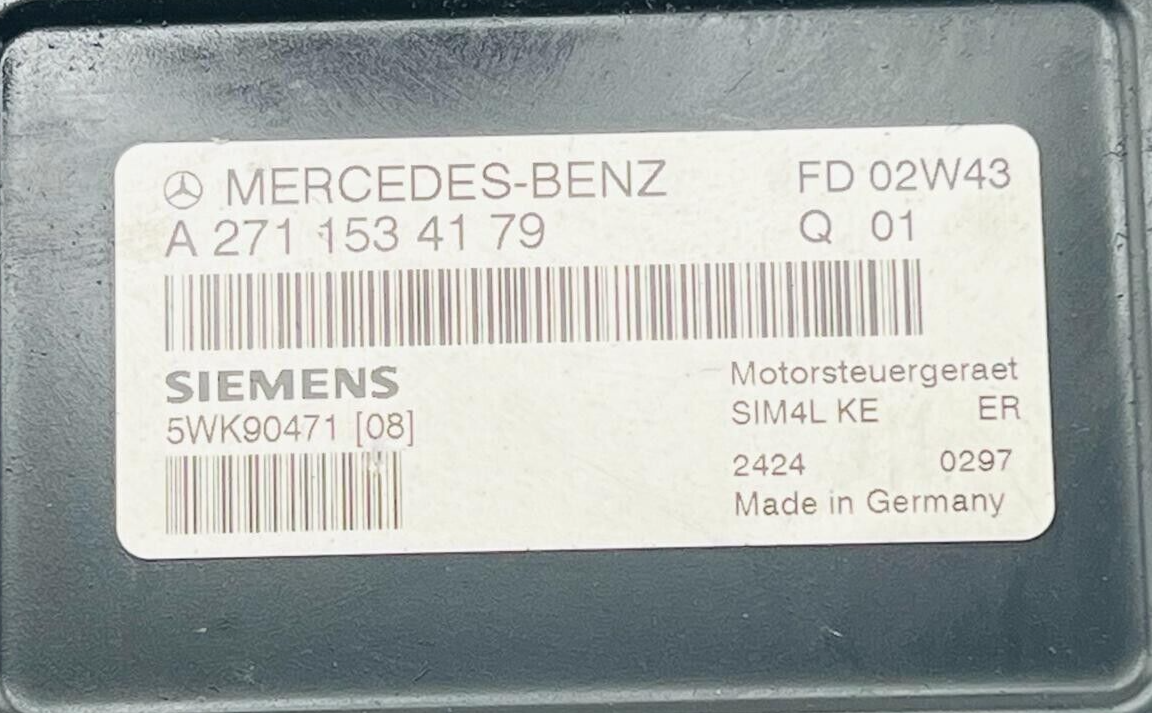 MERCEDES-BENZ FD 02W43
A 271 153 41 79 Q 01
SIEMENS
5WK90471 [08]
Motorsteuergeraet
SIM4L KE ER
2424 0297
Made in Germany